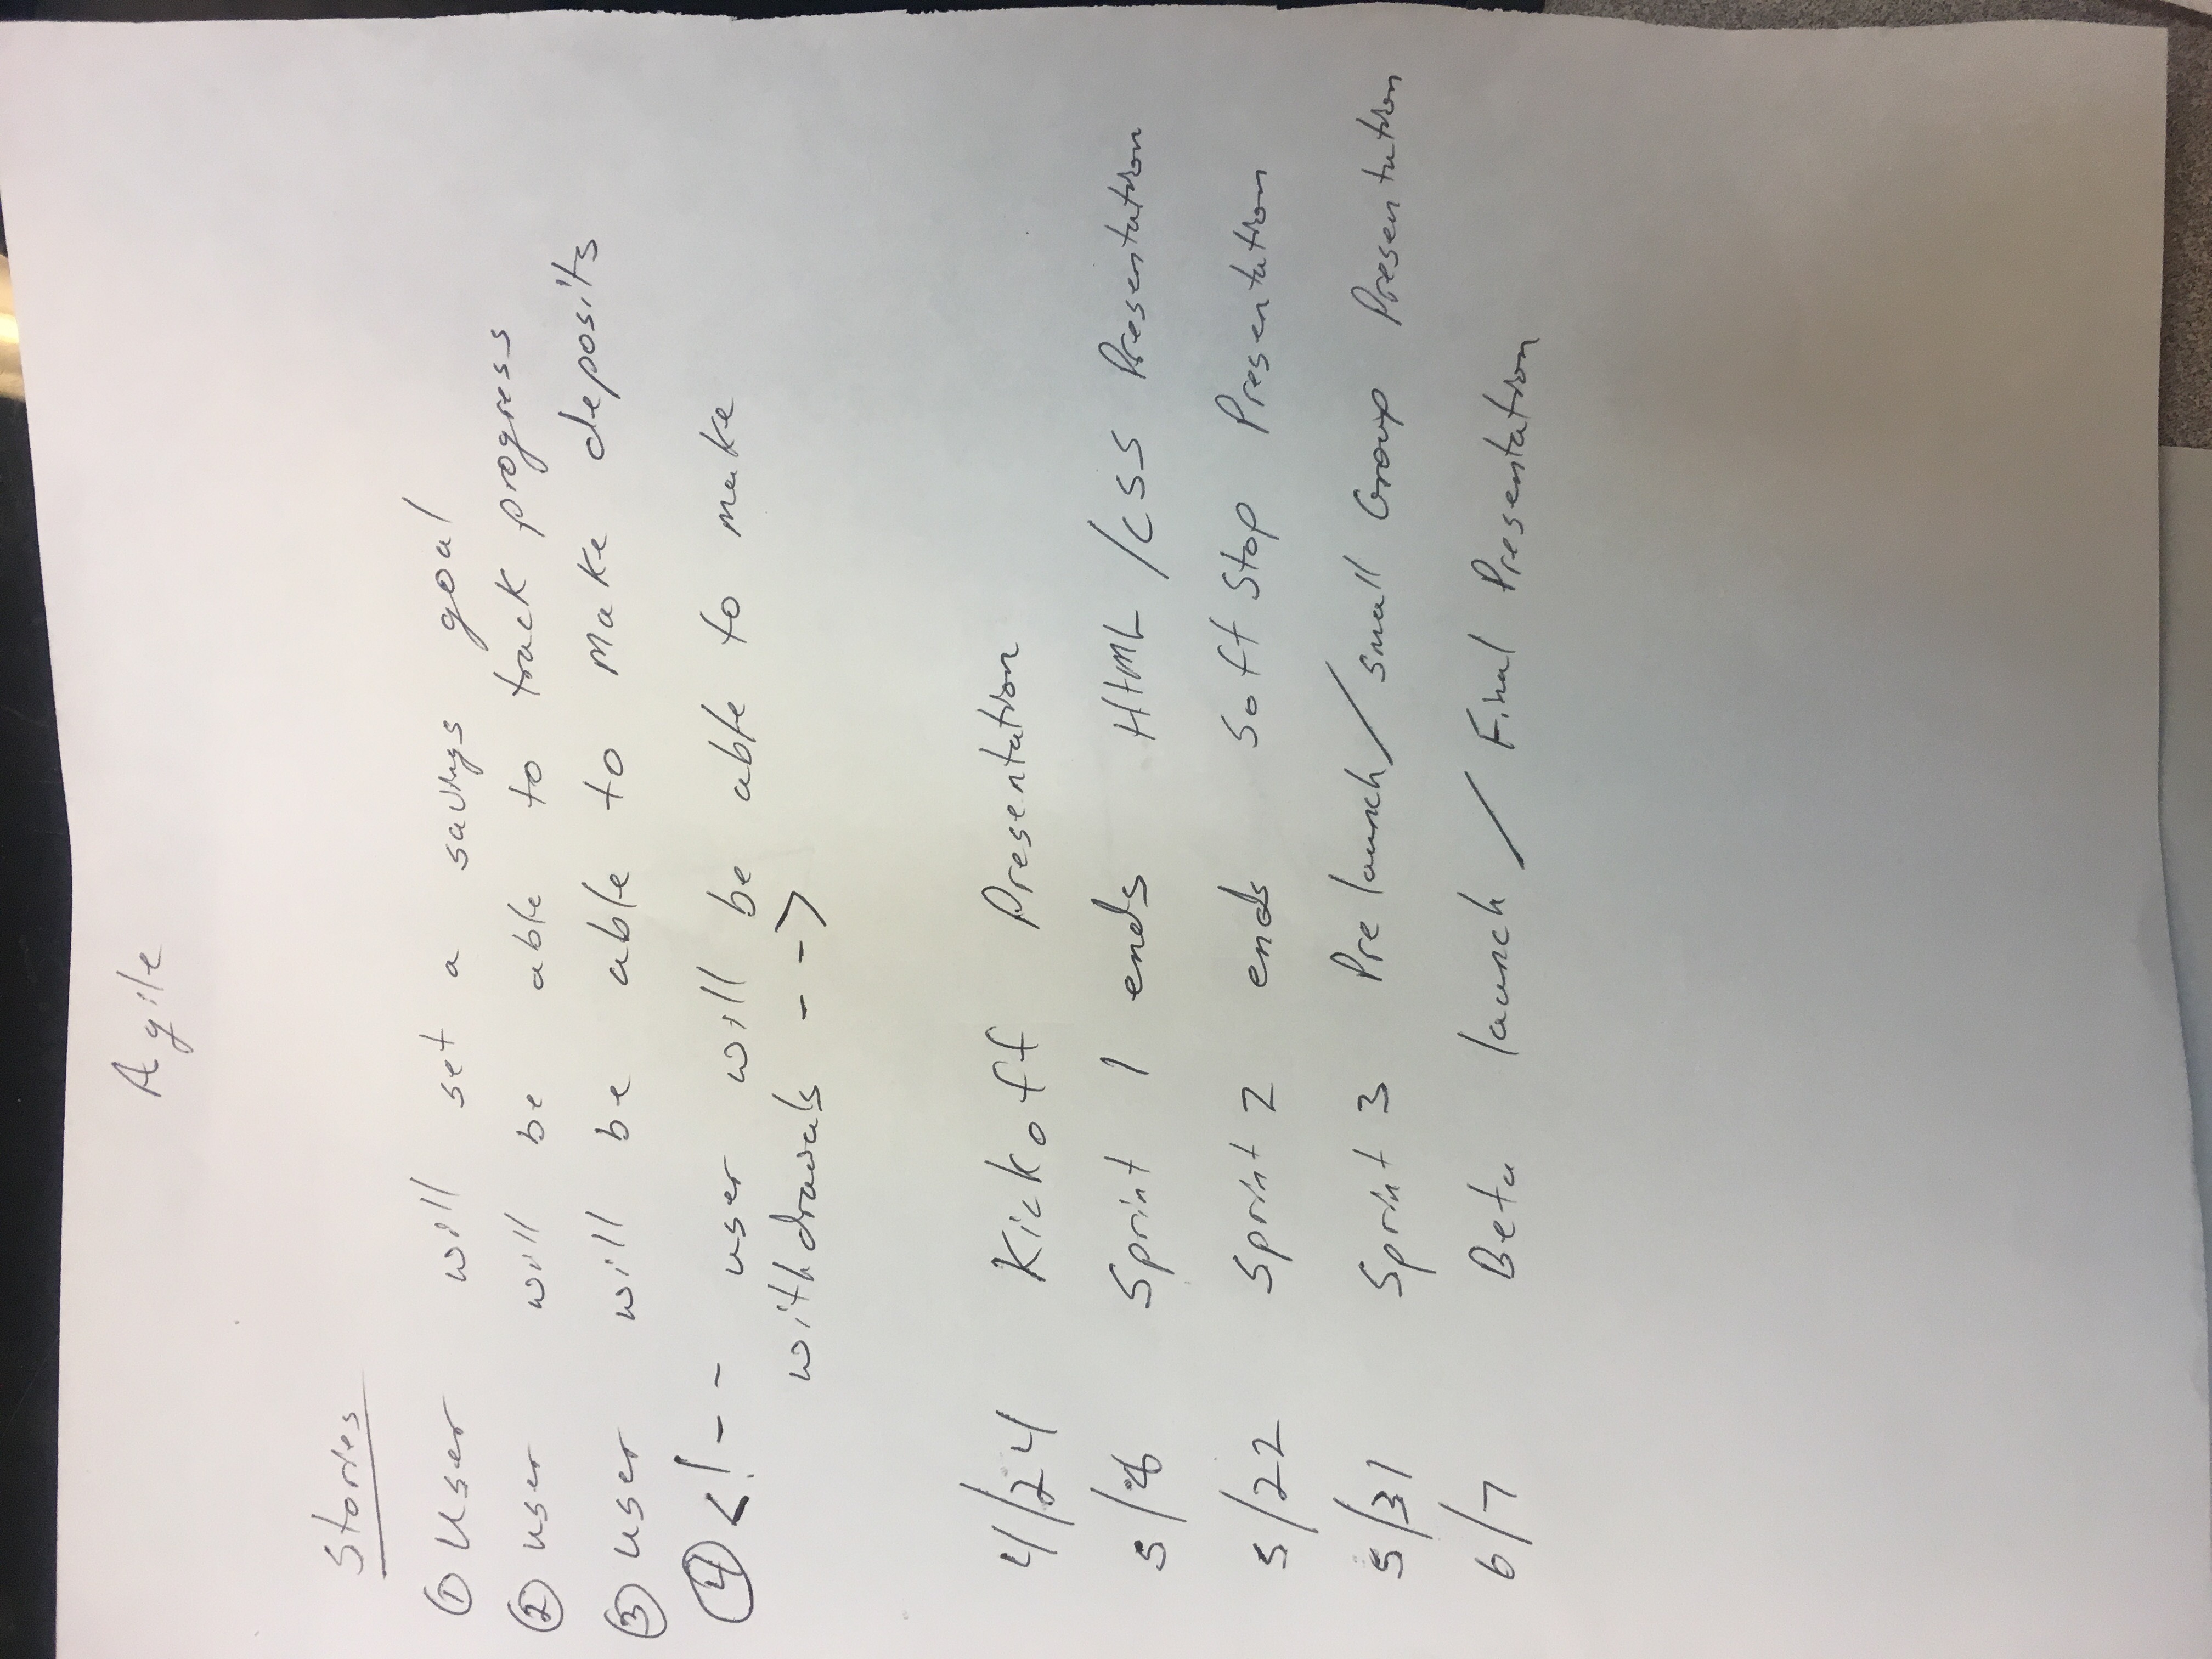 Agile
Stories
① User will set a savings goal
② user will be able to track progress
③ user will be able to make deposits
④ <!-- user will be able to make
withdrawals -->
4/24 Kickoff Presentation
5/8 Sprint 1 ends HTML/CSS Presentation
5/22 Sprint 2 ends Soft Stop Presentation
5/31 Sprint 3 Prelaunch/small Group Presentation
6/7 Beta launch / Final Presentation